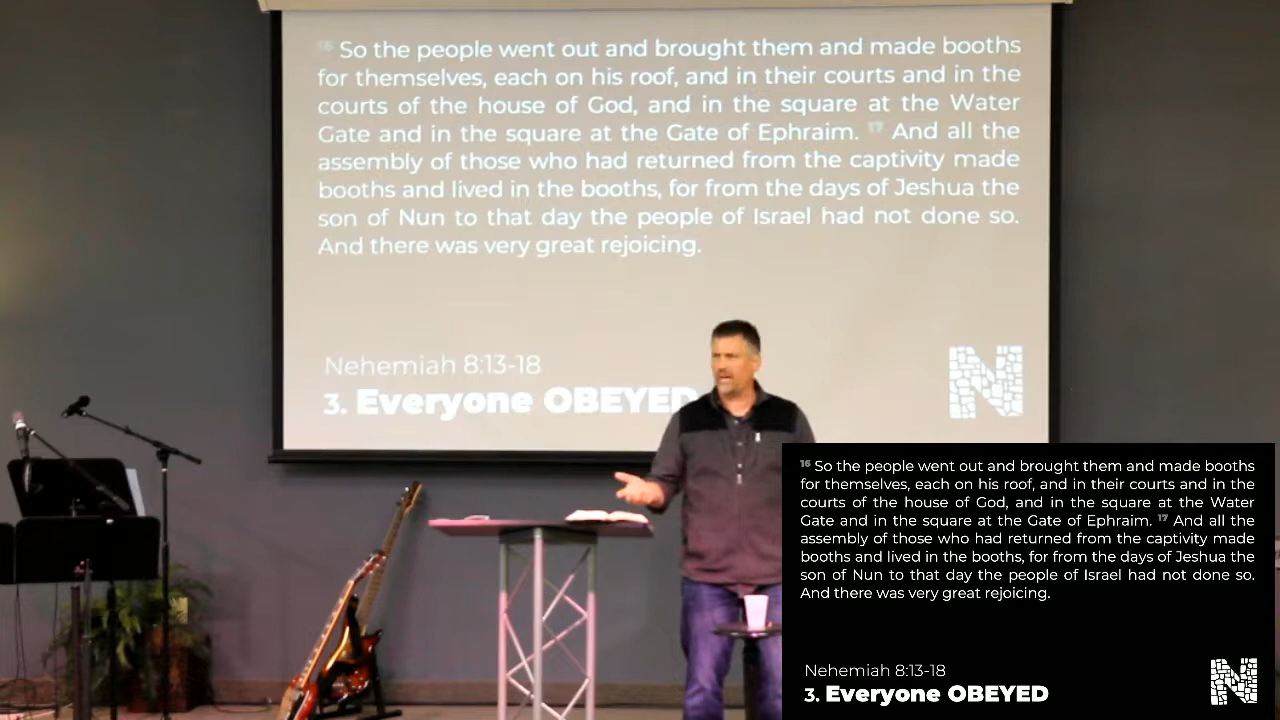 16 So the people went out and brought them and made booths
for themselves, each on his roof, and in their courts and in the
courts of the house of God, and in the square at the Water
Gate and in the square at the Gate of Ephraim. 17 And all the
assembly of those who had returned from the captivity made
booths and lived in the booths, for from the days of Jeshua the
son of Nun to that day the people of Israel had not done so.
And there was very great rejoicing.
Nehemiah 8:13-18
3. Everyone OBEYED
N
16 So the people went out and brought them and made booths
for themselves, each on his roof, and in their courts and in the
courts of the house of God, and in the square at the Water
Gate and in the square at the Gate of Ephraim. 17 And all the
assembly of those who had returned from the captivity made
booths and lived in the booths, for from the days of Jeshua the
son of Nun to that day the people of Israel had not done so.
And there was very great rejoicing.
Nehemiah 8:13-18
3. Everyone OBEYED
N